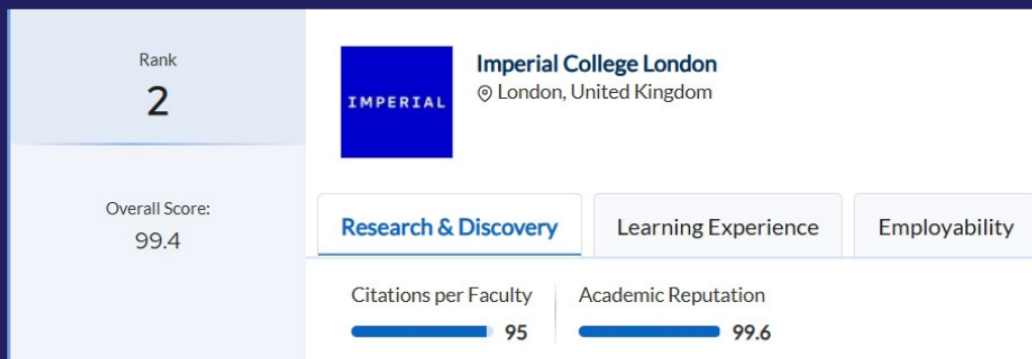 Rank
2
Overall Score:
99.4
IMPERIAL
Imperial College London
London, United Kingdom
Research & Discovery
Learning Experience
Employability
Citations per Faculty
95
Academic Reputation
99.6